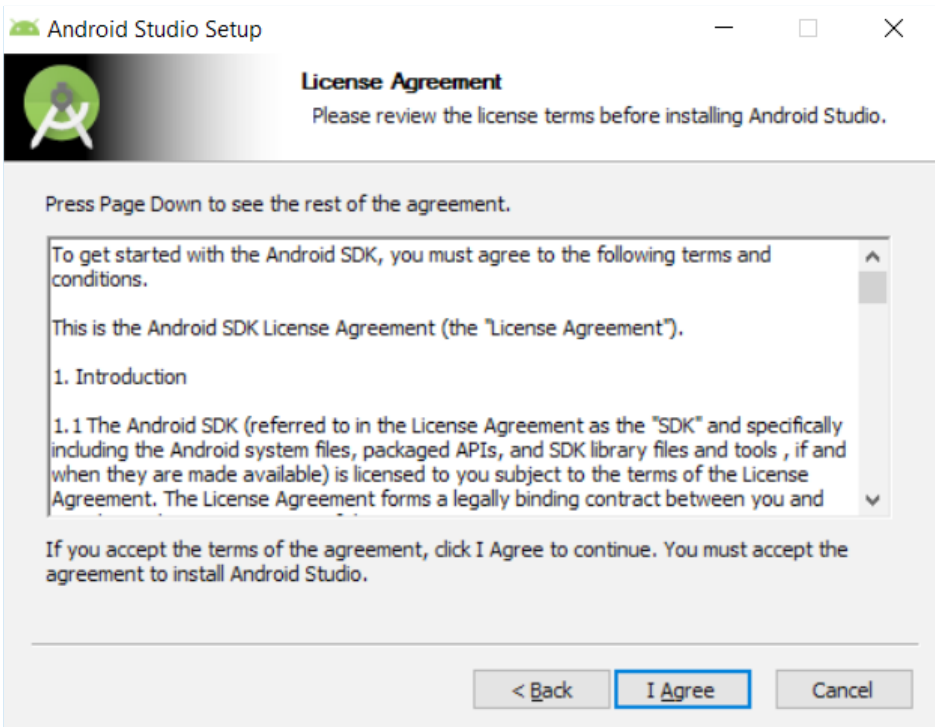 Android Studio Setup
License Agreement
Please review the license terms before installing Android Studio.
Press Page Down to see the rest of the agreement.
To get started with the Android SDK, you must agree to the following terms and
conditions.
This is the Android SDK License Agreement (the "License Agreement").
1. Introduction
1.1 The Android SDK (referred to in the License Agreement as the "SDK" and specifically
including the Android system files, packaged APIs, and SDK library files and tools , if and
when they are made available) is licensed to you subject to the terms of the License
Agreement. The License Agreement forms a legally binding contract between you and
If you accept the terms of the agreement, click I Agree to continue. You must accept the
agreement to install Android Studio.
< Back
I Agree
Cancel